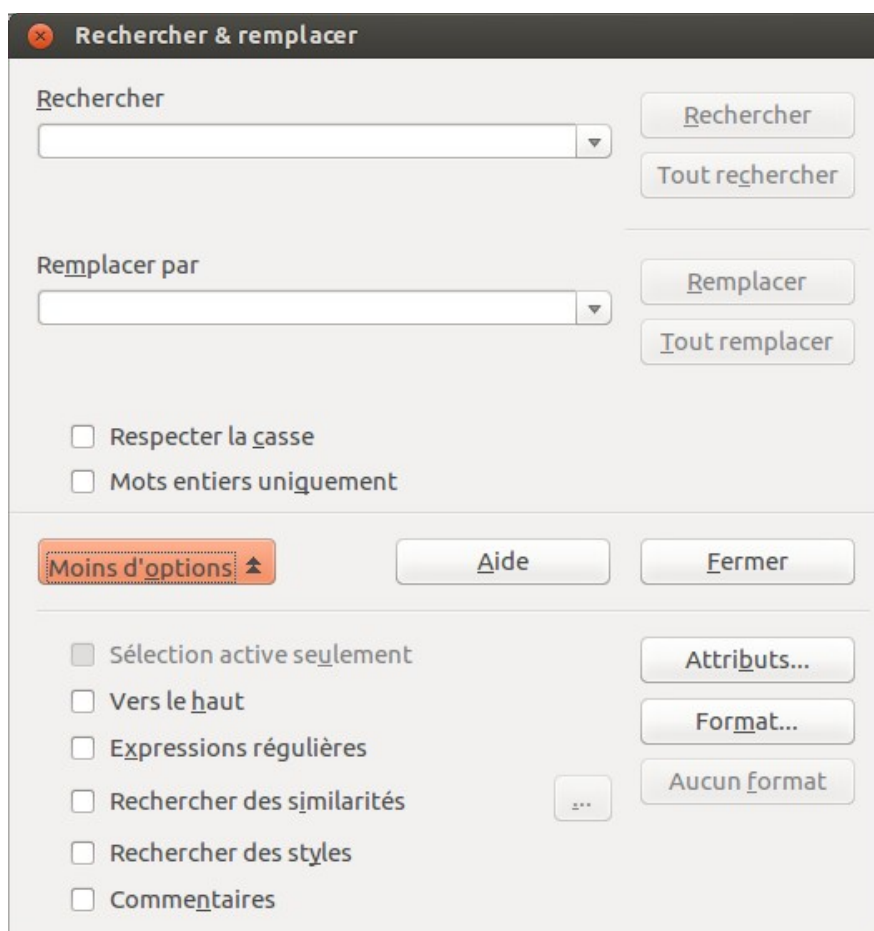 Rechercher & remplacer
Rechercher
Rechercher
Tout rechercher
Remplacer par
Remplacer
Tout remplacer
Respecter la casse
Mots entiers uniquement
Moins d'options
Aide
Fermer
Sélection active seulement
Attributs...
Vers le haut
Format...
Expressions régulières
Aucun format
Rechercher des similarités
...
Rechercher des styles
Commentaires